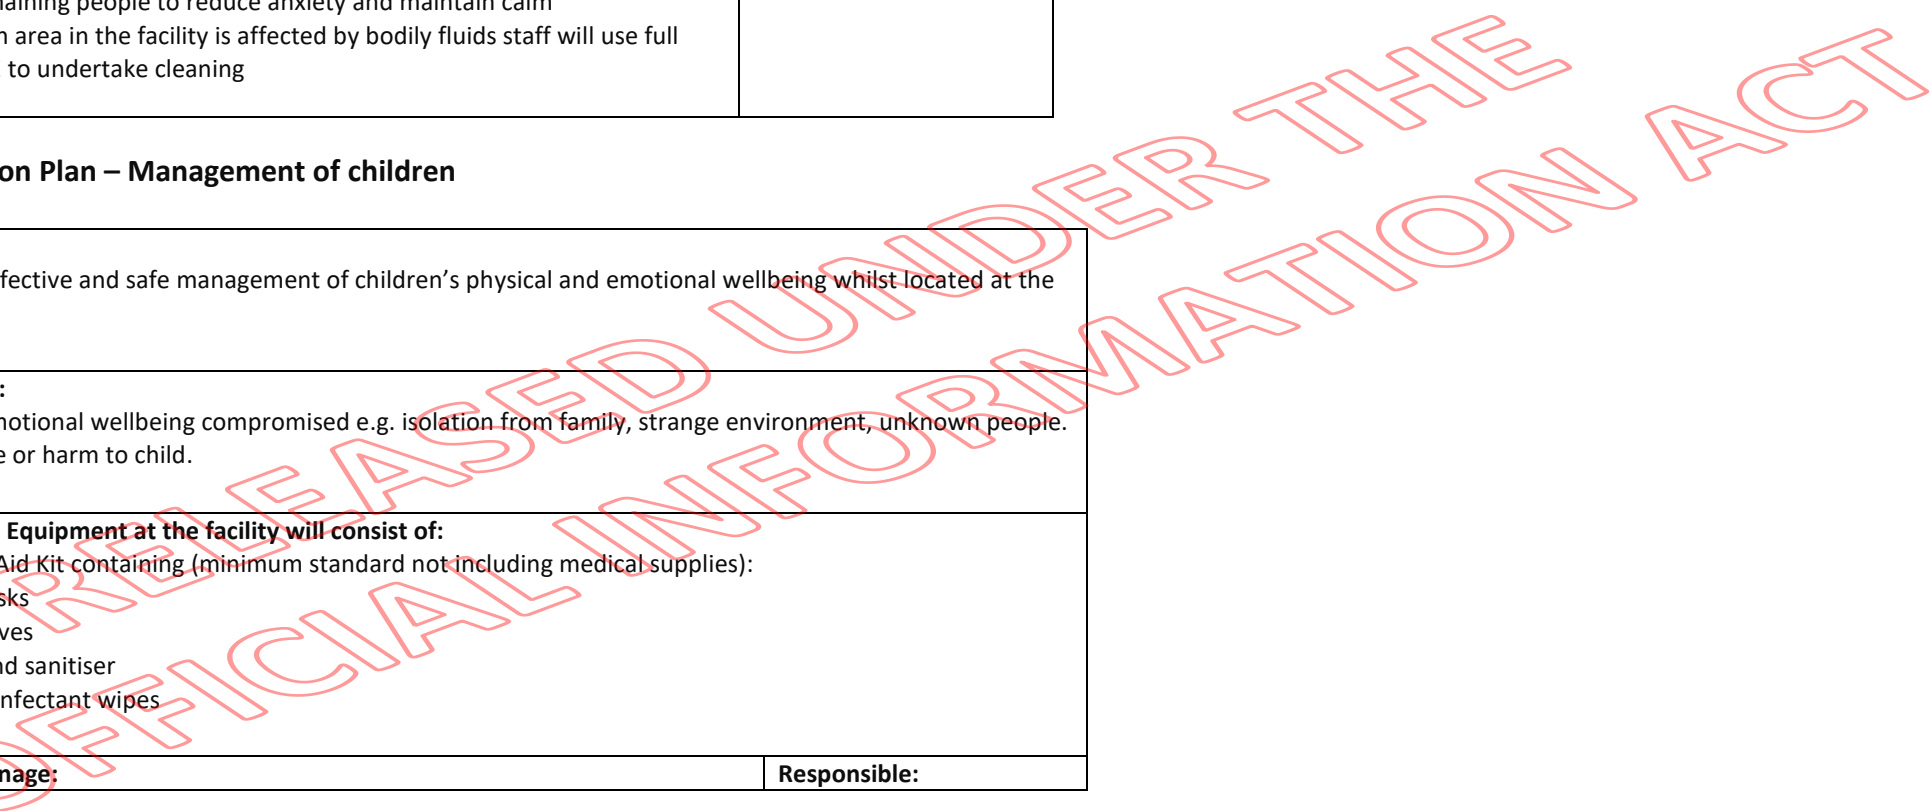 aining people to reduce anxiety and maintain calm
area in the facility is affected by bodily fluids staff will use full
to undertake cleaning
on Plan – Management of children
fective and safe management of children’s physical and emotional wellbeing whilst located at the
:
notional wellbeing compromised e.g. isolation from family, strange environment, unknown people.
e or harm to child.
Equipment at the facility will consist of:
Aid Kit containing (minimum standard not including medical supplies):
sks
ves
nd sanitiser
nfectant wipes
nage:
Responsible:
RELEASED UNDER THE
OFFICIAL INFORMATION ACT